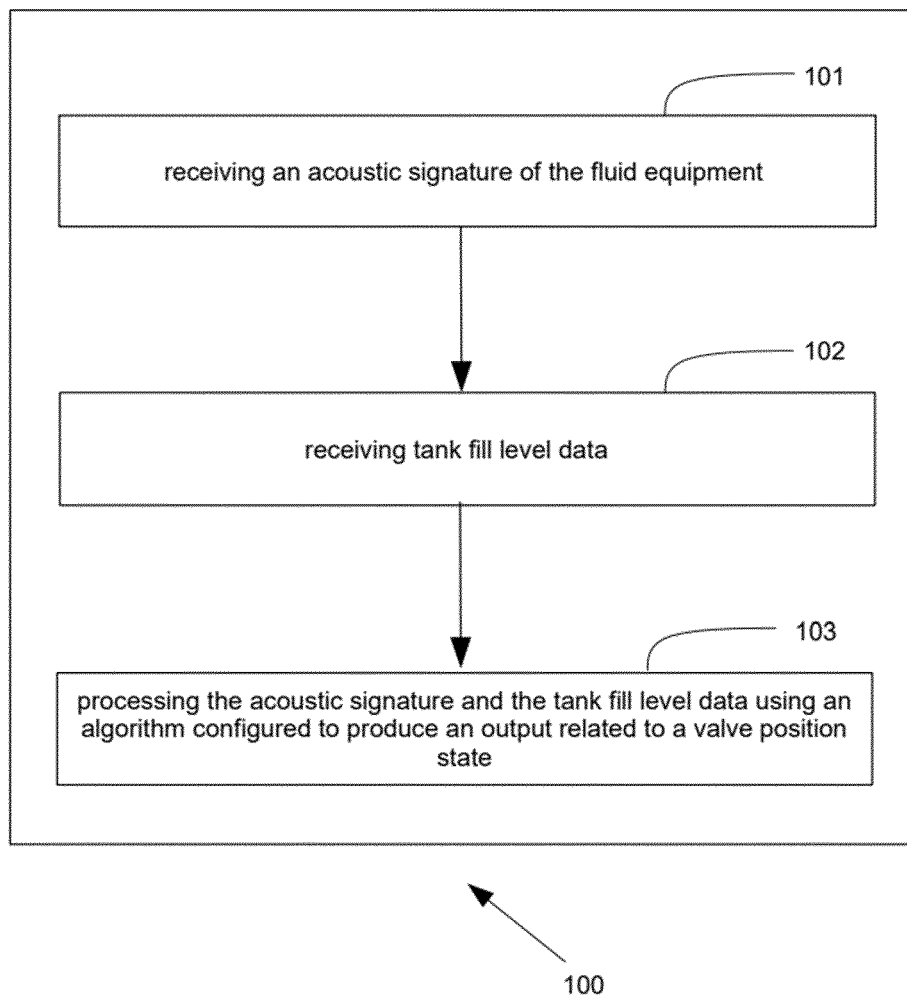 101
receiving an acoustic signature of the fluid equipment
102
receiving tank fill level data
103
processing the acoustic signature and the tank fill level data using an
algorithm configured to produce an output related to a valve position
state
100